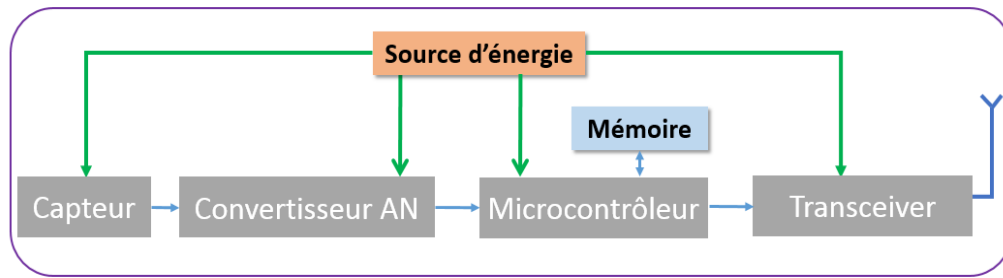 Source d'énergie
Mémoire
Capteur
Convertisseur AN
Microcontrôleur
Transceiver